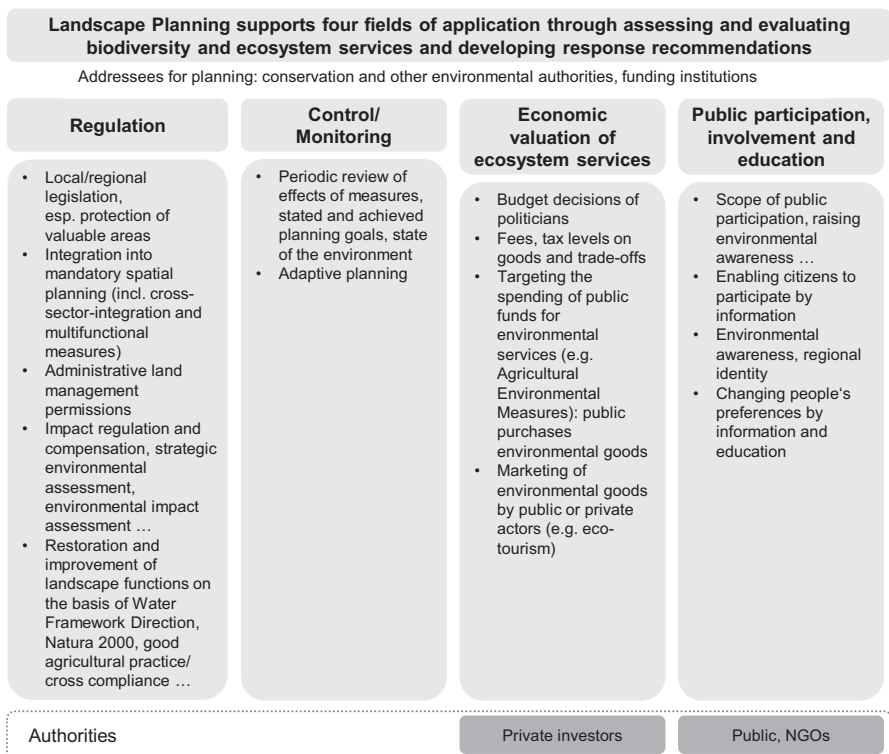 Landscape Planning supports four fields of application through assessing and evaluating
biodiversity and ecosystem services and developing response recommendations
Addressees for planning: conservation and other environmental authorities, funding institutions
Regulation
• Local/regional
legislation,
esp. protection of
valuable areas
• Integration into
mandatory spatial
planning (incl. cross-
sector-integration and
multifunctional
measures)
• Administrative land
management
permissions
• Impact regulation and
compensation, strategic
environmental
assessment,
environmental impact
assessment …
• Restoration and
improvement of
landscape functions on
the basis of Water
Framework Direction,
Natura 2000, good
agricultural practice/
cross compliance …
Control/
Monitoring
• Periodic review of
effects of measures,
stated and achieved
planning goals, state
of the environment
• Adaptive planning
Economic
valuation of
ecosystem services
• Budget decisions of
politicians
• Fees, tax levels on
goods and trade-offs
• Targeting the
spending of public
funds for
environmental
services (e.g.
Agricultural
Environmental
Measures): public
purchases
environmental goods
• Marketing of
environmental goods
by public or private
actors (e.g. eco-
tourism)
Public participation,
involvement and
education
• Scope of public
participation, raising
environmental
awareness …
• Enabling citizens to
participate by
information
• Environmental
awareness, regional
identity
• Changing people‘s
preferences by
information and
education
Authorities
Private investors
Public, NGOs